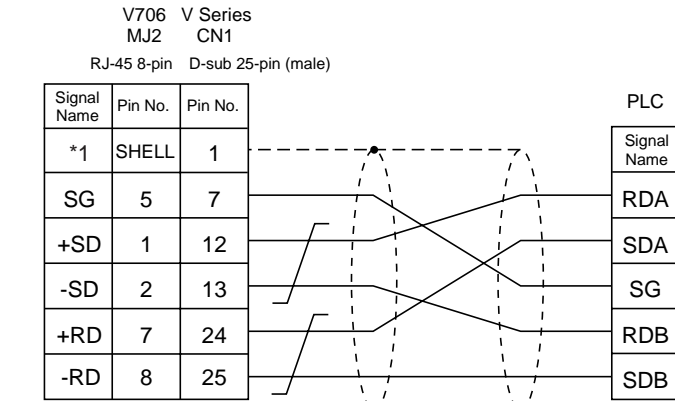 V706 V Series
MJ2 CN1
RJ-45 8-pin D-sub 25-pin (male)
Signal Name Pin No. Pin No.
*1 SHELL 1
SG 5 7
+SD 1 12
-SD 2 13
+RD 7 24
-RD 8 25
PLC
Signal
Name
RDA
SDA
SG
RDB
SDB